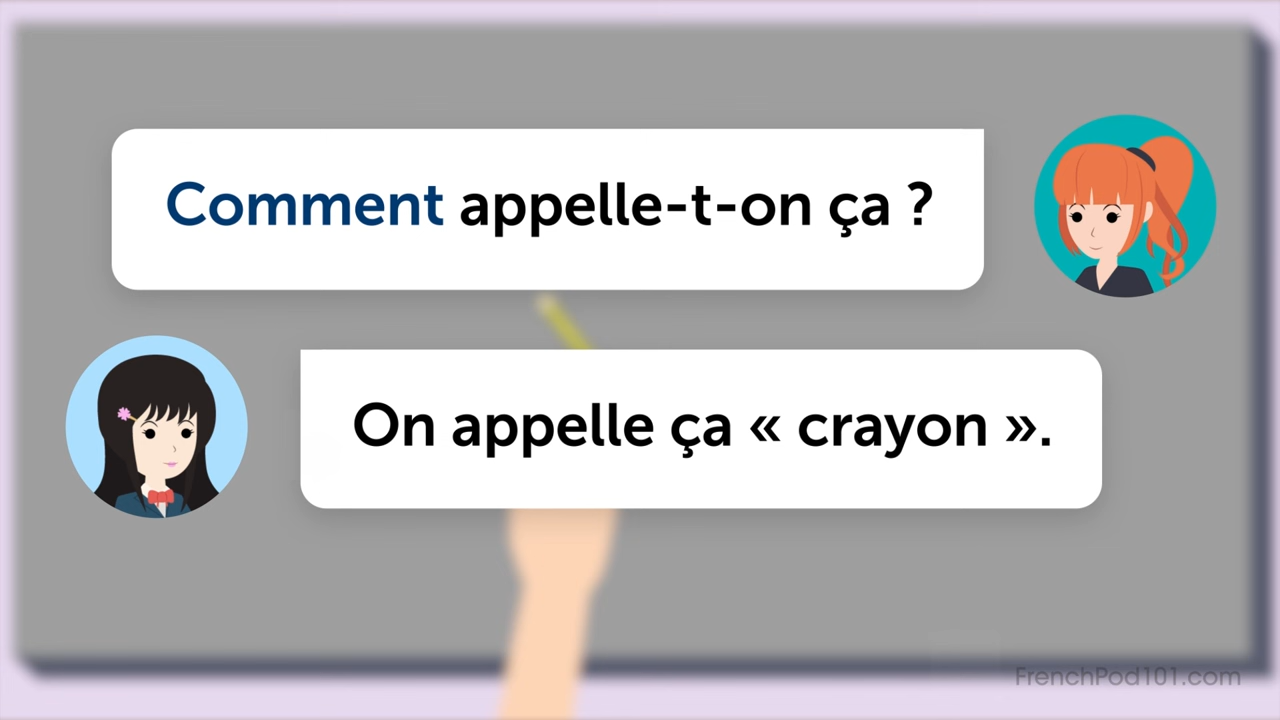 Comment appelle-t-on ça ?
On appelle ça « crayon ».
FrenchPod101.com